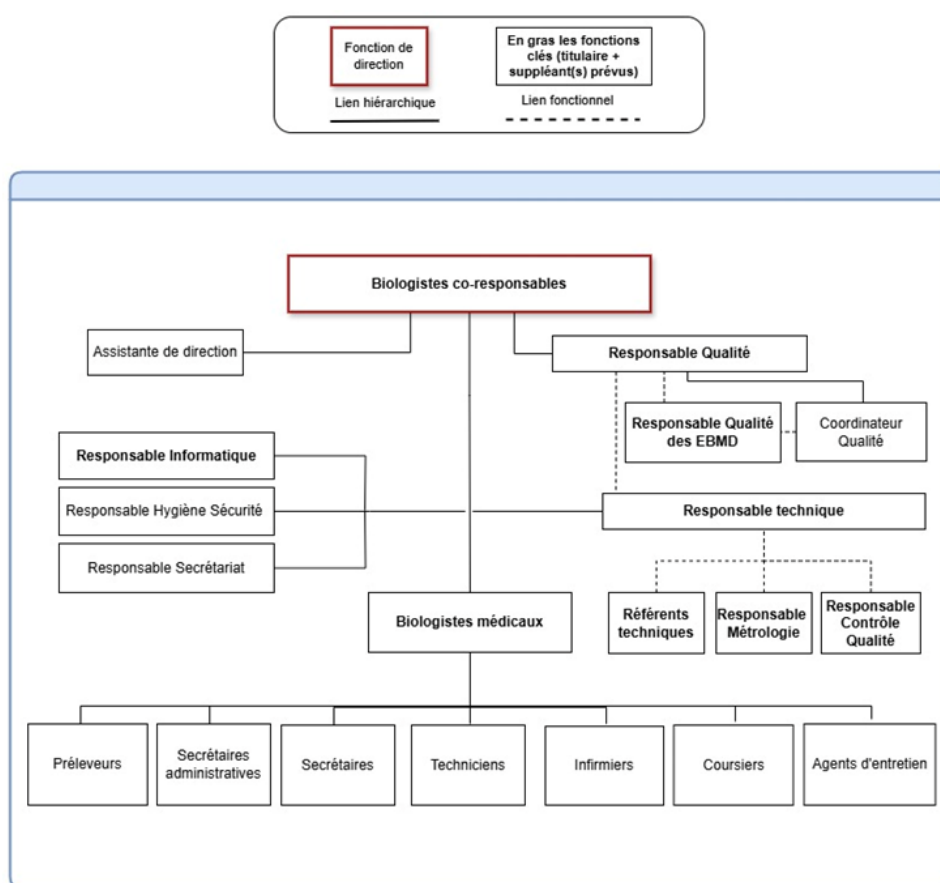 Fonction de
direction
En gras les fonctions
clés (titulaire +
suppléant(s) prévus)
Lien hiérarchique
Lien fonctionnel
Biologistes co-responsables
Assistante de direction
Responsable Qualité
Responsable Qualité
des EBMD
Coordinateur
Qualité
Responsable Informatique
Responsable Hygiène Sécurité
Responsable technique
Responsable Secrétariat
Biologistes médicaux
Référents
techniques
Responsable
Métrologie
Responsable
Contrôle
Qualité
Préleveurs
Secrétaires
administratives
Secrétaires
Techniciens
Infirmiers
Coursiers
Agents d'entretien